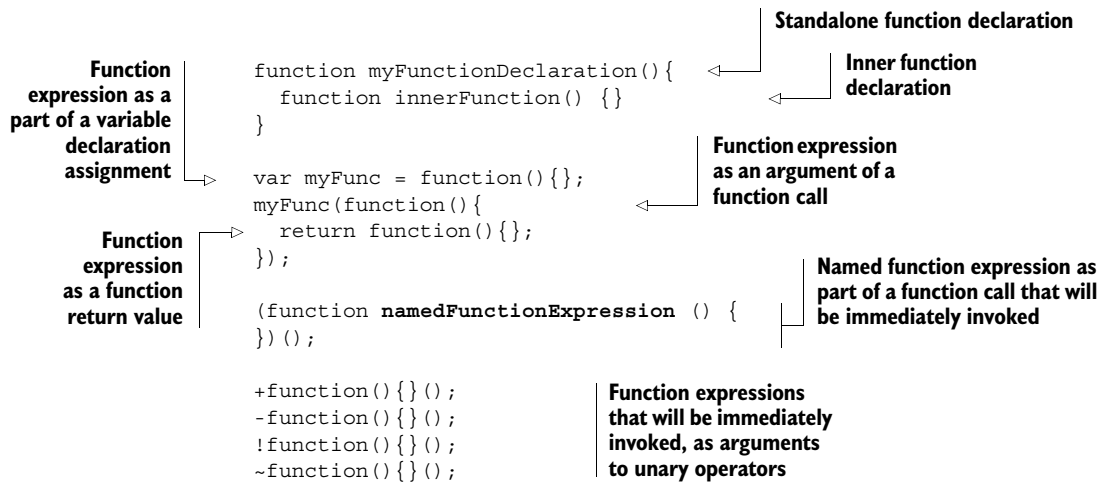 Standalone function declaration
Function
expression as a
part of a variable
declaration
assignment
function myFunctionDeclaration(){
  function innerFunction() {}
}
Inner function
declaration
var myFunc = function(){};
myFunc(function(){
  return function(){};
});
Function expression
as an argument of a
function call
Function
expression
as a function
return value
(function namedFunctionExpression () {
})();
Named function expression as
part of a function call that will
be immediately invoked
+function(){}();
-function(){}();
!function(){}();
~function(){}();
Function expressions
that will be immediately
invoked, as arguments
to unary operators